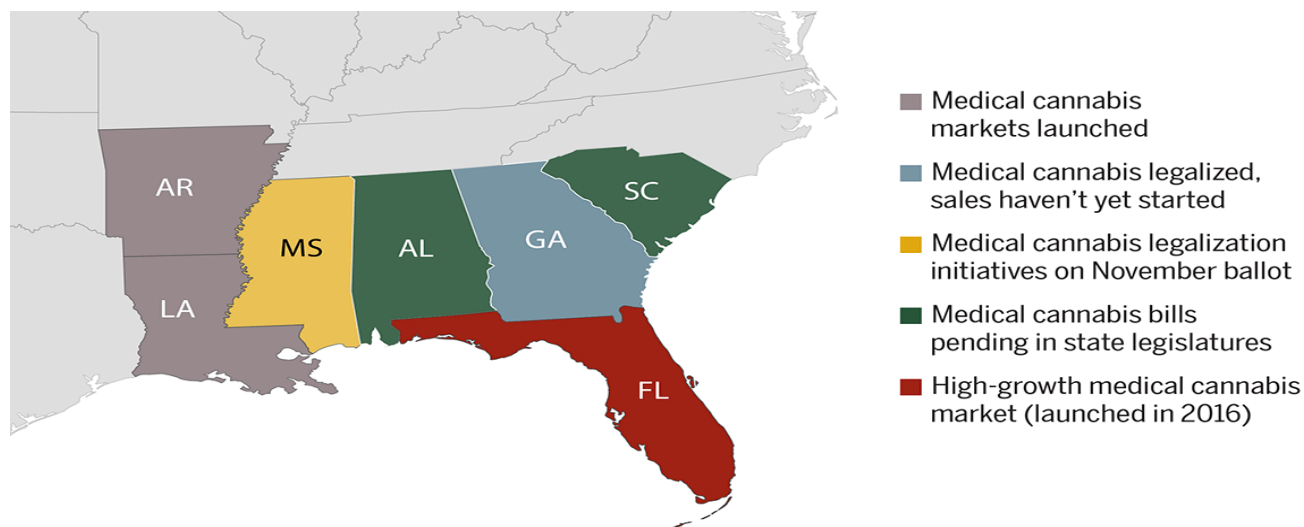 AR
MS
AL
GA
SC
LA
FL
Medical cannabis
markets launched
Medical cannabis legalized,
sales haven’t yet started
Medical cannabis legalization
initiatives on November ballot
Medical cannabis bills
pending in state legislatures
High-growth medical cannabis
market (launched in 2016)